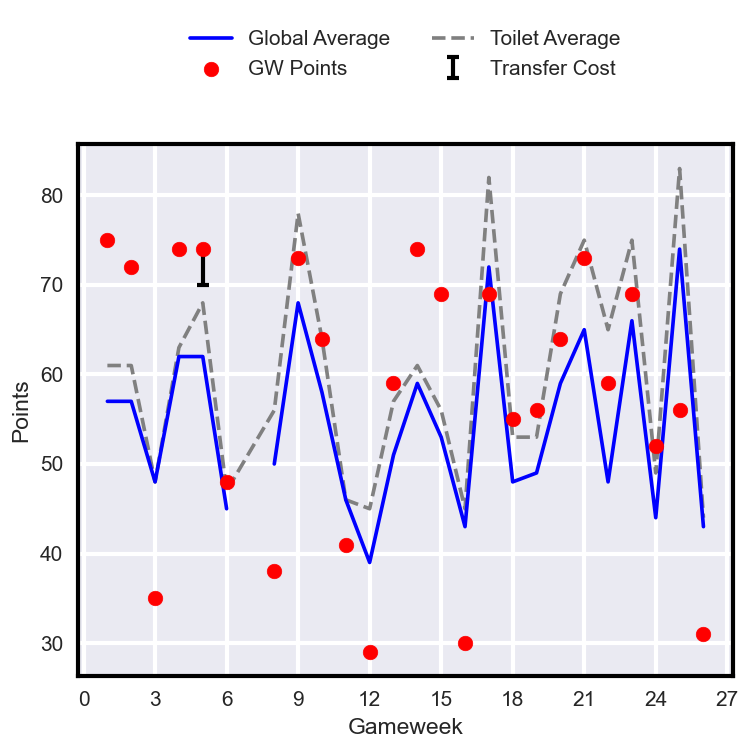 Global Average
Toilet Average
GW Points
Transfer Cost
80
70
60
50
40
30
Points
0 3 6 9 12 15 18 21 24 27
Gameweek